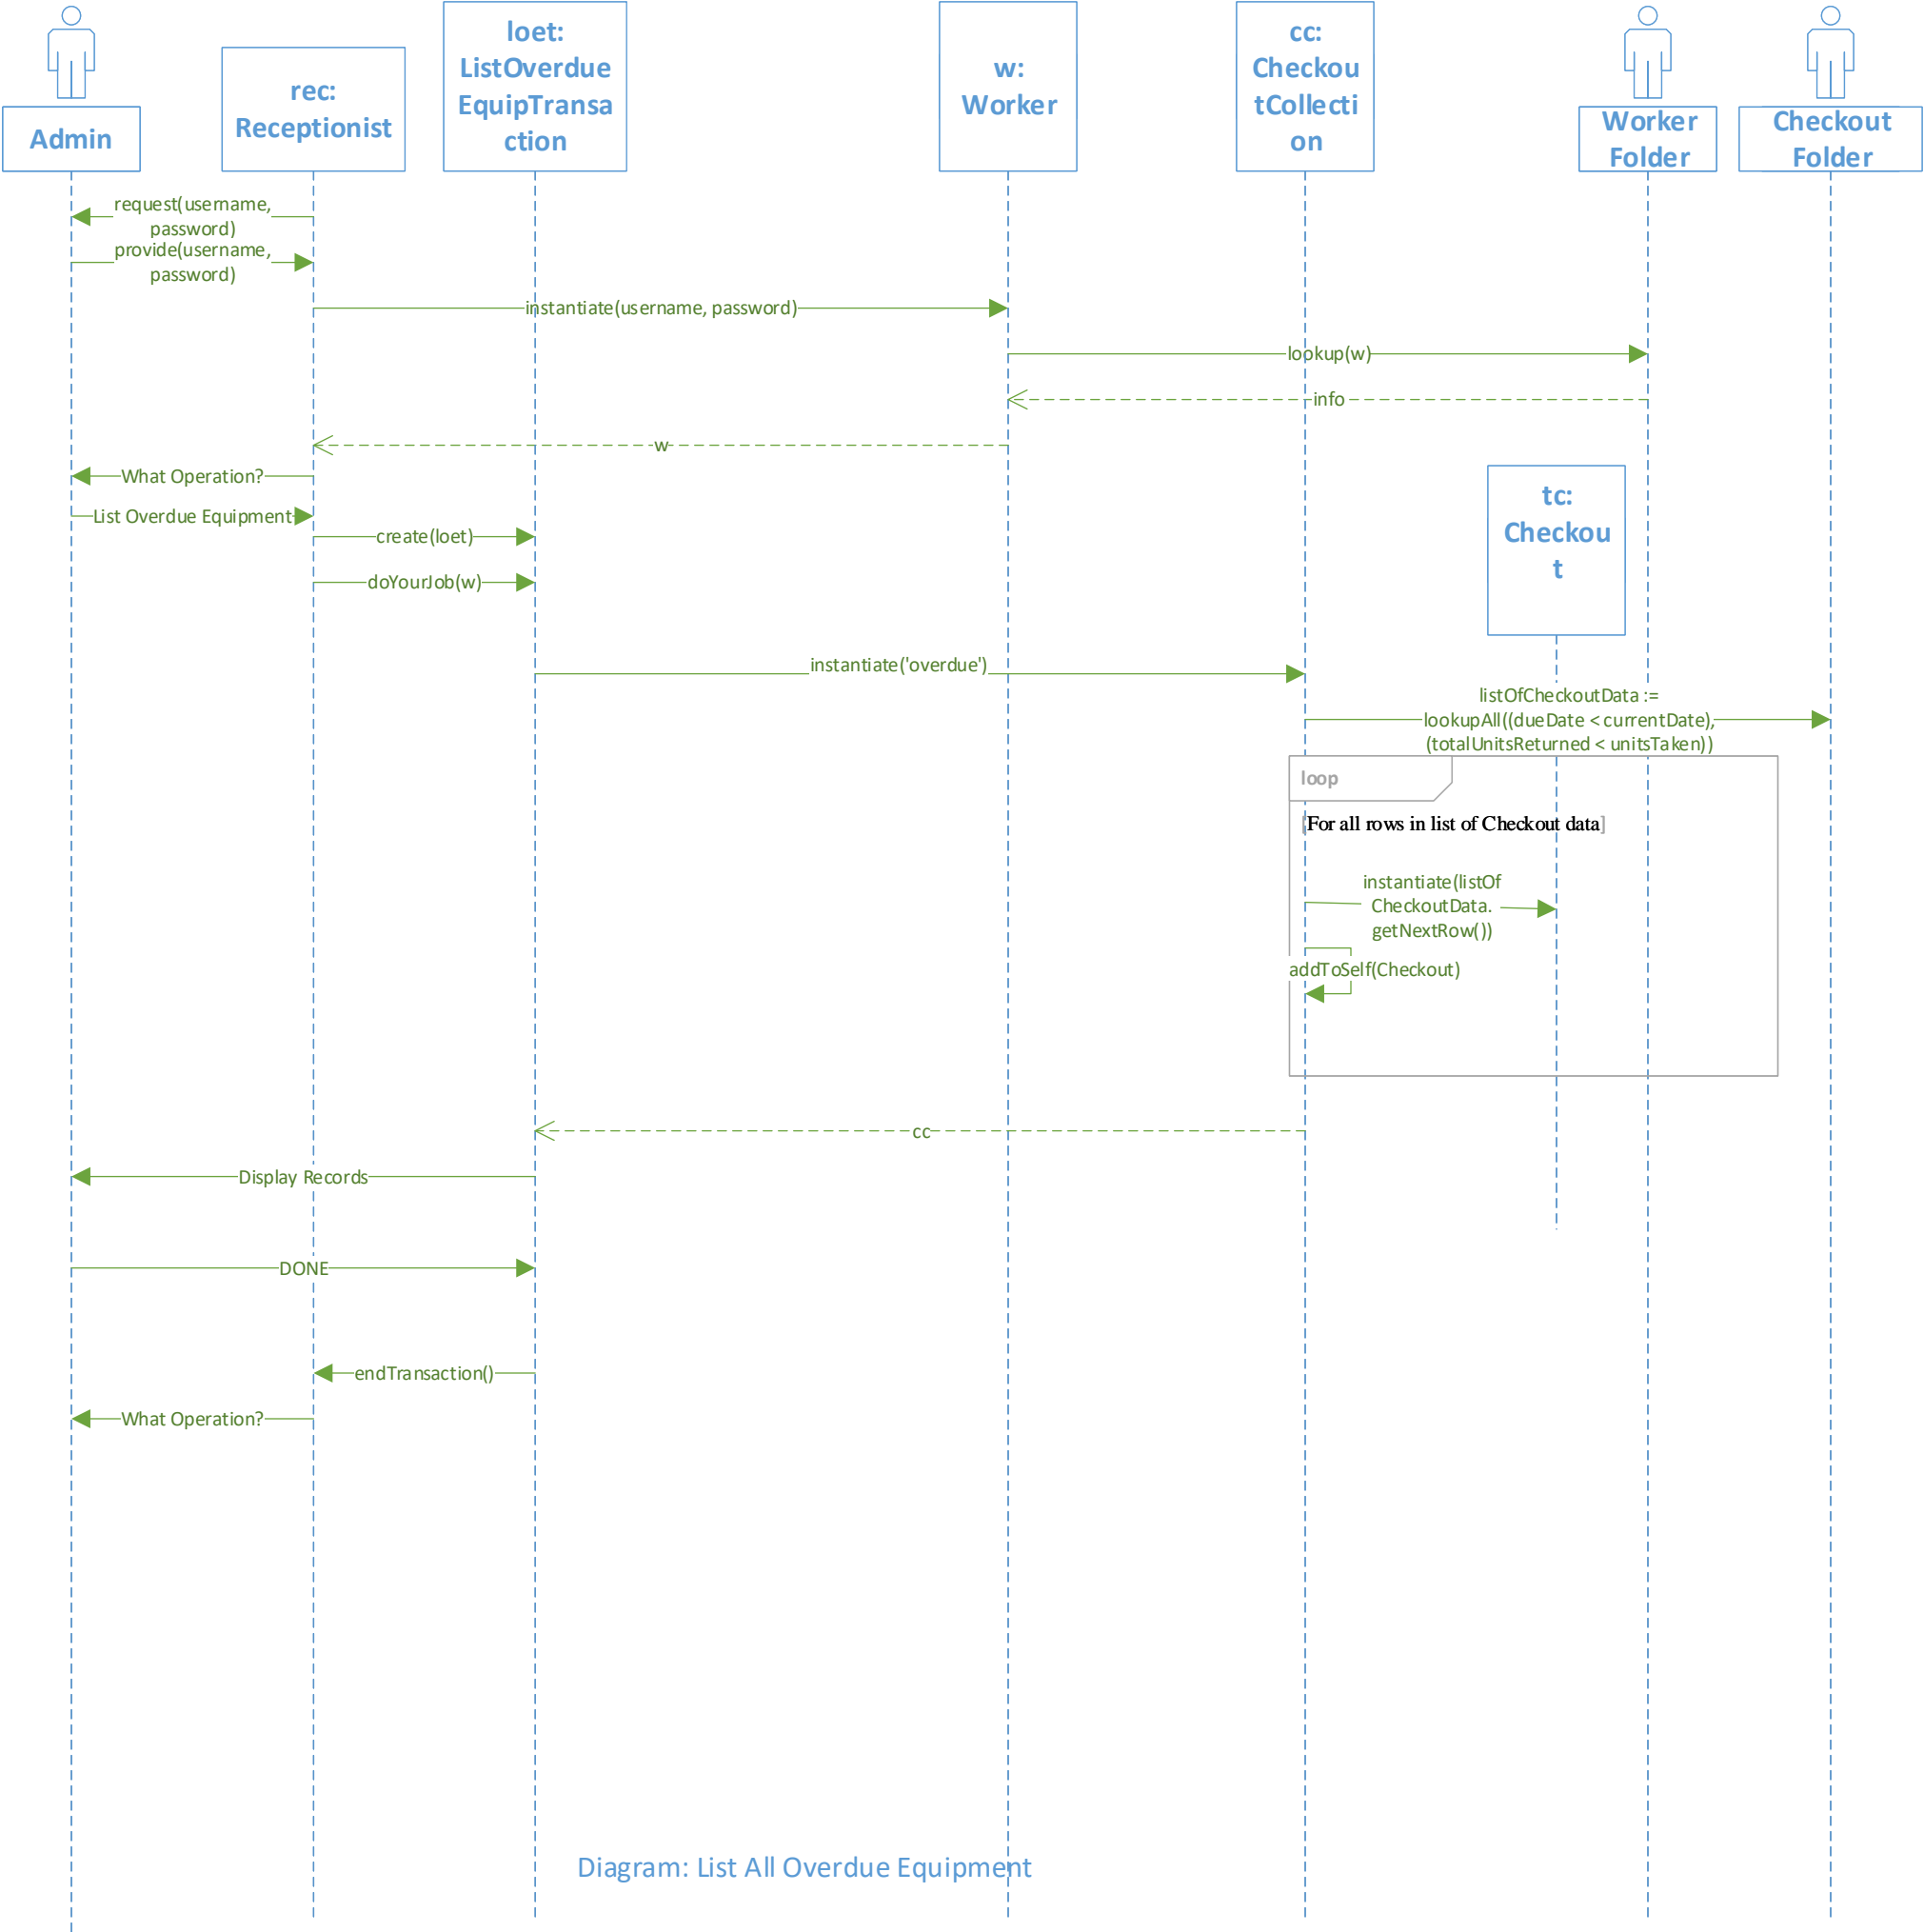 Admin
rec:
Receptionist
loet:
ListOverdue
EquipTransa
ction
w:
Worker
cc:
Checkou
tCollecti
on
Worker
Folder
Checkout
Folder
request(username,
password)
provide(username,
password)
instantiate(username, password)
lookup(w)
info
w
What Operation?
List Overdue Equipment
create(loet)
doYourJob(w)
tc:
Checkou
t
instantiate('overdue')
listOfCheckoutData :=
lookupAll((dueDate < currentDate),
(totalUnitsReturned < unitsTaken))
loop
[For all rows in list of Checkout data]
instantiate(listOf
CheckoutData.
getNextRow())
addToSelf(Checkout)
cc
Display Records
DONE
endTransaction()
What Operation?
Diagram: List All Overdue Equipment